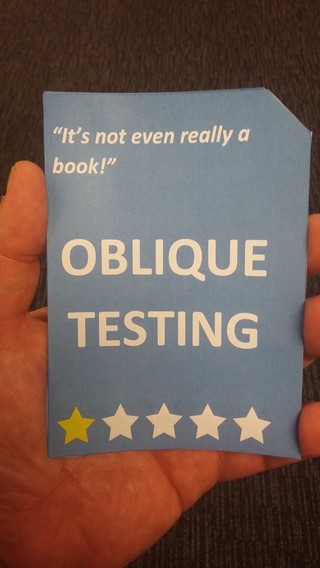 “It’s not even really a
book!”
OBLIQUE
TESTING